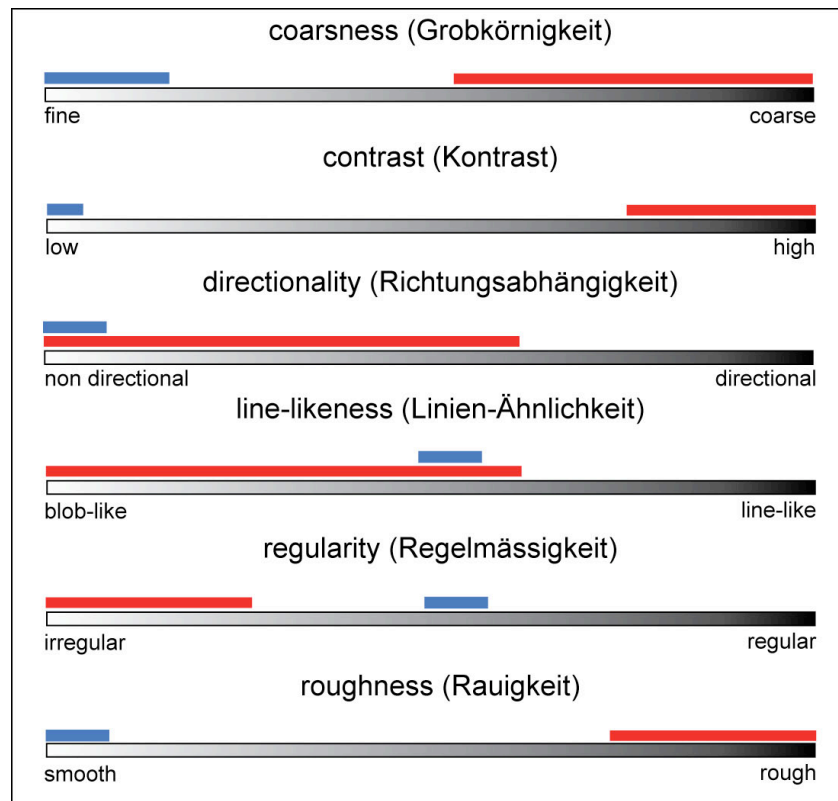 coarsness (Grobkörnigkeit)
fine coarse
contrast (Kontrast)
low high
directionality (Richtungsabhängigkeit)
non directional directional
line-likeness (Linien-Ähnlichkeit)
blob-like line-like
regularity (Regelmässigkeit)
irregular regular
roughness (Rauigkeit)
smooth rough